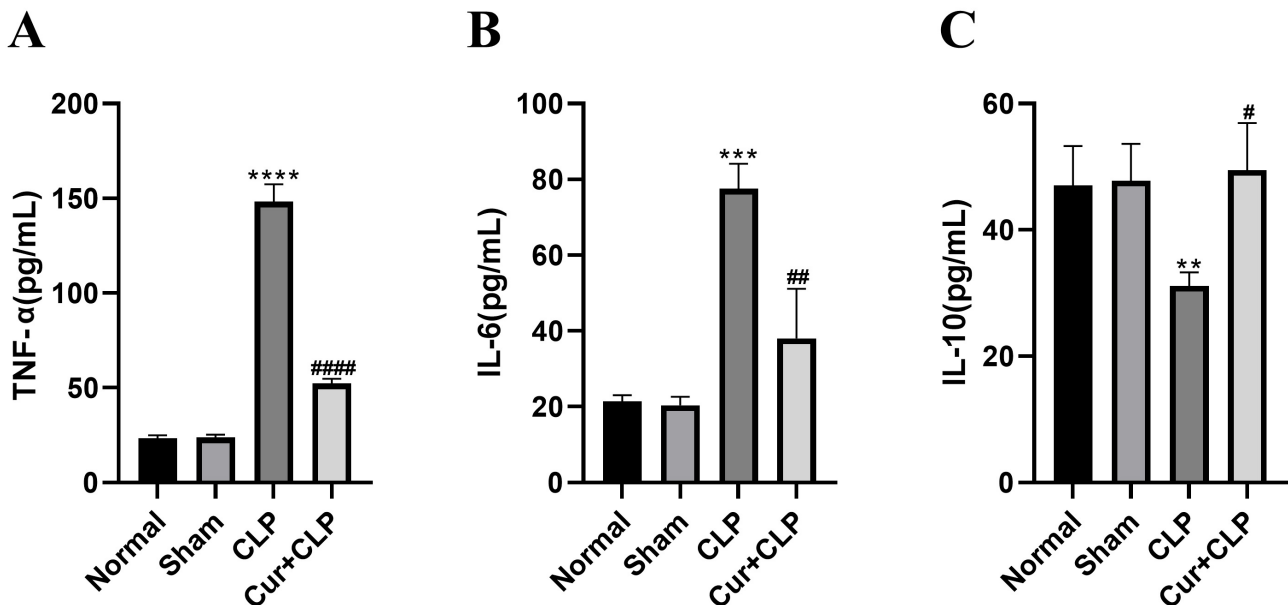 A
TNF-α(pg/mL)
200
150
100
50
0
****
####
Normal
Sham
CLP
Cur+CLP
B
IL-6(pg/mL)
100
80
60
40
20
0
***
##
Normal
Sham
CLP
Cur+CLP
C
IL-10(pg/mL)
60
40
20
0
**
#
Normal
Sham
CLP
Cur+CLP